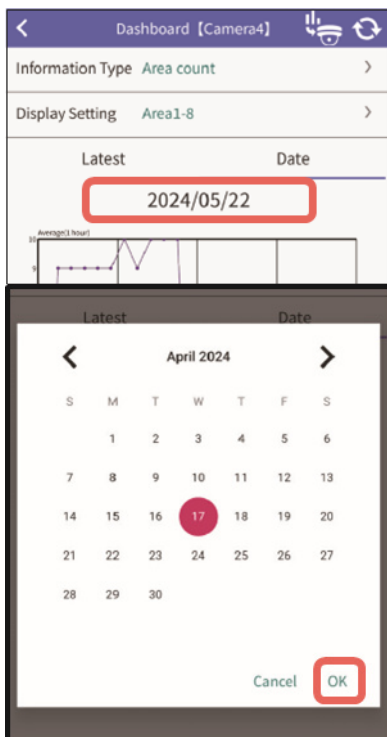 Dashboard【Camera4】
Information Type Area count
Display Setting Area1-8
Latest Date
2024/05/22
Average(1 hour)
10
9
Latest Date
April 2024
S M T W T F S
1 2 3 4 5 6
7 8 9 10 11 12 13
14 15 16 17 18 19 20
21 22 23 24 25 26 27
28 29 30
Cancel OK